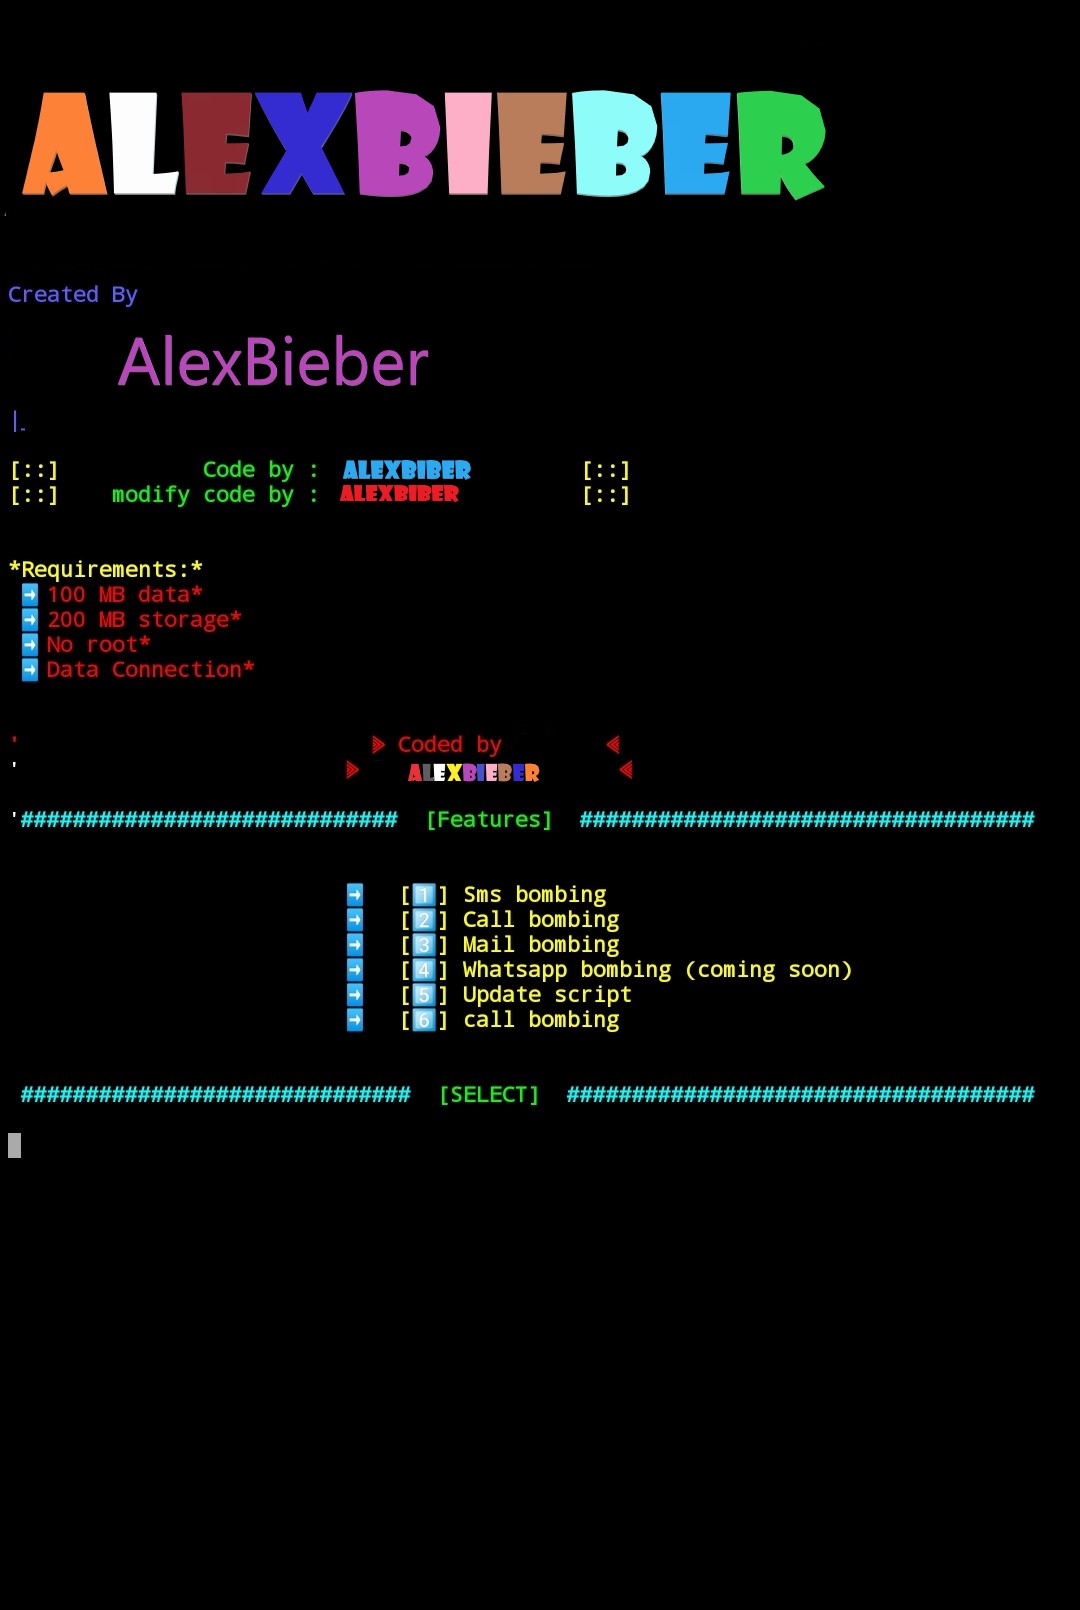 ALEXBIEBER
Created By
AlexBieber
|_
[::] Code by : ALEXBIBER [::]
[::] modify code by : ALEXBIBER [::]
*Requirements:*
➡ 100 MB data*
➡ 200 MB storage*
➡ No root*
➡ Data Connection*
' Coded by
' ALEXBIEBER
'############################# [Features] ###################################
➡ [1] Sms bombing
➡ [2] Call bombing
➡ [3] Mail bombing
➡ [4] Whatsapp bombing (coming soon)
➡ [5] Update script
➡ [6] call bombing
############################## [SELECT] ####################################